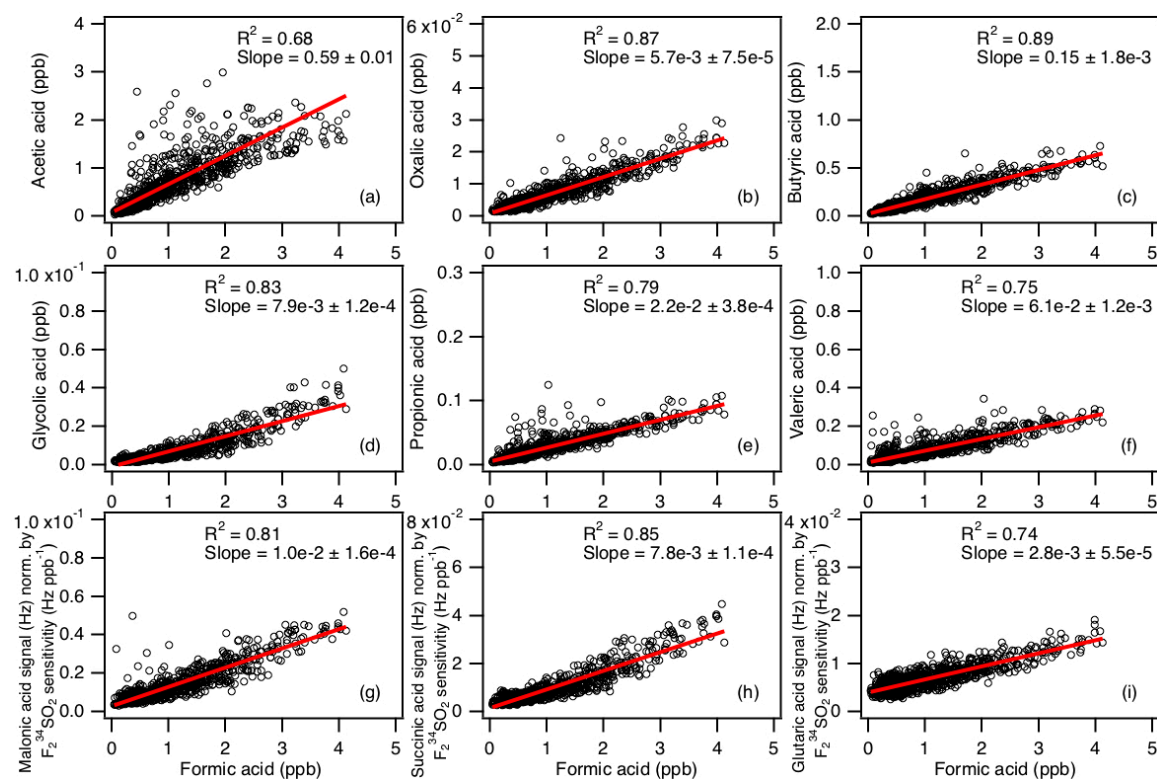 4
3
2
1
0
Acetic acid (ppb)
R² = 0.68
Slope = 0.59 ± 0.01
(a)
0 1 2 3 4 5
6 x10⁻²
5
4
3
2
1
0
Oxalic acid (ppb)
R² = 0.87
Slope = 5.7e-3 ± 7.5e-5
(b)
0 1 2 3 4 5
2.0
1.5
1.0
0.5
0.0
Butyric acid (ppb)
R² = 0.89
Slope = 0.15 ± 1.8e-3
(c)
0 1 2 3 4 5
1.0 x10⁻¹
0.8
0.6
0.4
0.2
0.0
Glycolic acid (ppb)
R² = 0.83
Slope = 7.9e-3 ± 1.2e-4
(d)
0 1 2 3 4 5
0.3
0.2
0.1
0.0
Propionic acid (ppb)
R² = 0.79
Slope = 2.2e-2 ± 3.8e-4
(e)
0 1 2 3 4 5
1.0
0.8
0.6
0.4
0.2
0.0
Valeric acid (ppb)
R² = 0.75
Slope = 6.1e-2 ± 1.2e-3
(f)
0 1 2 3 4 5
1.0 x10⁻¹
0.8
0.6
0.4
0.2
0.0
Malonic acid signal (Hz) norm. by
F₂³⁴SO₂ sensitivitiy (Hz ppb⁻¹)
R² = 0.81
Slope = 1.0e-2 ± 1.6e-4
(g)
0 1 2 3 4 5
Formic acid (ppb)
8 x10⁻²
6
4
2
0
Succinic acid signal (Hz) norm. by
F₂³⁴SO₂ sensitivitiy (Hz ppb⁻¹)
R² = 0.85
Slope = 7.8e-3 ± 1.1e-4
(h)
0 1 2 3 4 5
Formic acid (ppb)
4 x10⁻²
3
2
1
0
Glutaric acid signal (Hz) norm. by
F₂³⁴SO₂ sensitivity (Hz ppb⁻¹)
R² = 0.74
Slope = 2.8e-3 ± 5.5e-5
(i)
0 1 2 3 4 5
Formic acid (ppb)